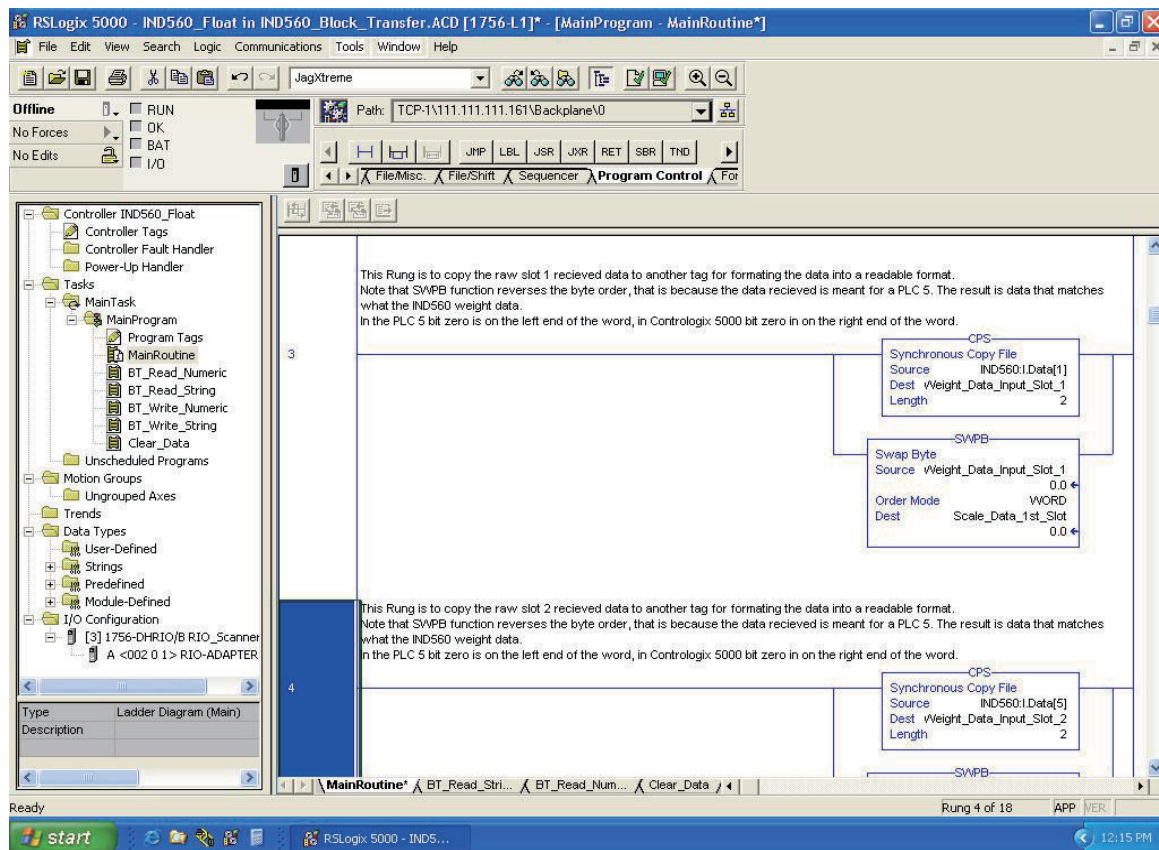 RSLogix 5000 - IND560_Float in IND560_Block_Transfer.ACD [1756-L1]* - [MainProgram - MainRoutine*]
File Edit View Search Logic Communications Tools Window Help
JagXtreme
Offline RUN
No Forces OK
No Edits BAT
I/O
Path: TCP-1\111.111.111.161\Backplane\0
JMP LBL JSR JXR RET SBR TND
File/Misc. File/Shift Sequencer Program Control For
Controller IND560_Float
Controller Tags
Controller Fault Handler
Power-Up Handler
Tasks
MainTask
MainProgram
Program Tags
MainRoutine
BT_Read_Numeric
BT_Read_String
BT_Write_Numeric
BT_Write_String
Clear_Data
Unscheduled Programs
Motion Groups
Ungrouped Axes
Trends
Data Types
User-Defined
Strings
Predefined
Module-Defined
I/O Configuration
[3] 1756-DHRIO/B RIO_Scanner
A <002 0 1> RIO-ADAPTER
Type Ladder Diagram (Main)
Description
This Rung is to copy the raw slot 1 recieved data to another tag for formating the data into a readable format.
Note that SWPB function reverses the byte order, that is because the data recieved is meant for a PLC 5. The result is data that matches
what the IND560 weight data.
In the PLC 5 bit zero is on the left end of the word, in Contrologix 5000 bit zero in on the right end of the word.
3
CPS
Synchronous Copy File
Source IND560:I.Data[1]
Dest Weight_Data_Input_Slot_1
Length 2
SWPB
Swap Byte
Source Weight_Data_Input_Slot_1
0.0
Order Mode WORD
Dest Scale_Data_1st_Slot
0.0
This Rung is to copy the raw slot 2 recieved data to another tag for formating the data into a readable format.
Note that SWPB function reverses the byte order, that is because the data recieved is meant for a PLC 5. The result is data that matches
what the IND560 weight data.
In the PLC 5 bit zero is on the left end of the word, in Contrologix 5000 bit zero in on the right end of the word.
4
CPS
Synchronous Copy File
Source IND560:I.Data[5]
Dest Weight_Data_Input_Slot_2
Length 2
SWPB
MainRoutine* BT_Read_Stri... BT_Read_Num... Clear_Data
Ready
Rung 4 of 18 APP VER
start RSLogix 5000 - IND5... 12:15 PM